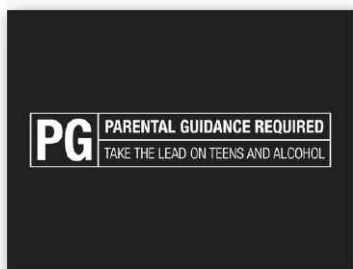 PG
PARENTAL GUIDANCE REQUIRED
TAKE THE LEAD ON TEENS AND ALCOHOL